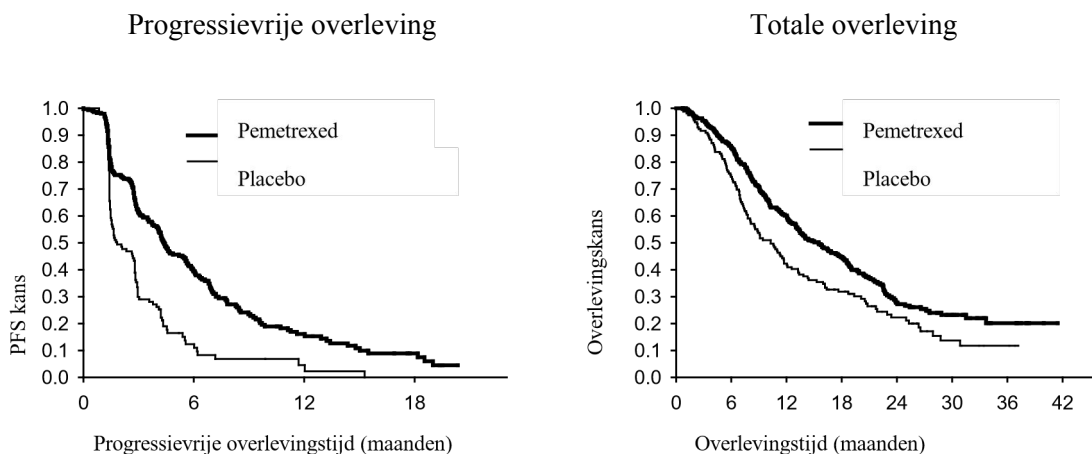 Progressievrije overleving
PFS kans
1.0
0.9
0.8
0.7
0.6
0.5
0.4
0.3
0.2
0.1
0.0
Pemetrexed
Placebo
0 6 12 18
Progressievrije overlevingstijd (maanden)
Totale overleving
Overlevingskans
1.0
0.9
0.8
0.7
0.6
0.5
0.4
0.3
0.2
0.1
0.0
Pemetrexed
Placebo
0 6 12 18 24 30 36 42
Overlevingstijd (maanden)